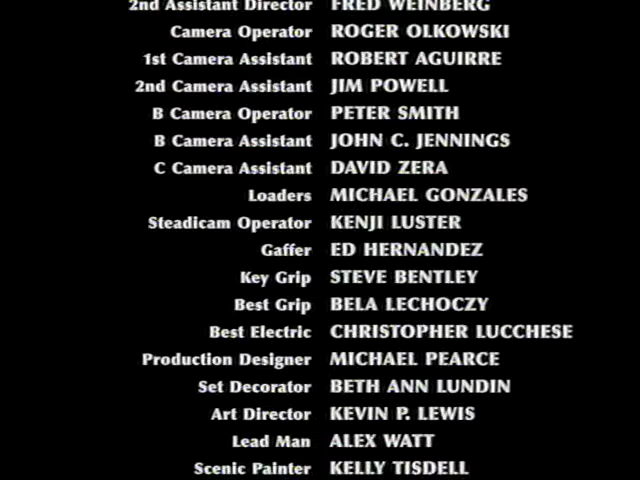 2nd Assistant Director FRED WEINBERG
Camera Operator ROGER OLKOWSKI
1st Camera Assistant ROBERT AGUIRRE
2nd Camera Assistant JIM POWELL
B Camera Operator PETER SMITH
B Camera Assistant JOHN C. JENNINGS
C Camera Assistant DAVID ZERA
Loaders MICHAEL GONZALES
Steadicam Operator KENJI LUSTER
Gaffer ED HERNANDEZ
Key Grip STEVE BENTLEY
Best Grip BELA LECHOCZY
Best Electric CHRISTOPHER LUCCHESE
Production Designer MICHAEL PEARCE
Set Decorator BETH ANN LUNDIN
Art Director KEVIN P. LEWIS
Lead Man ALEX WATT
Scenic Painter KELLY TISDELL